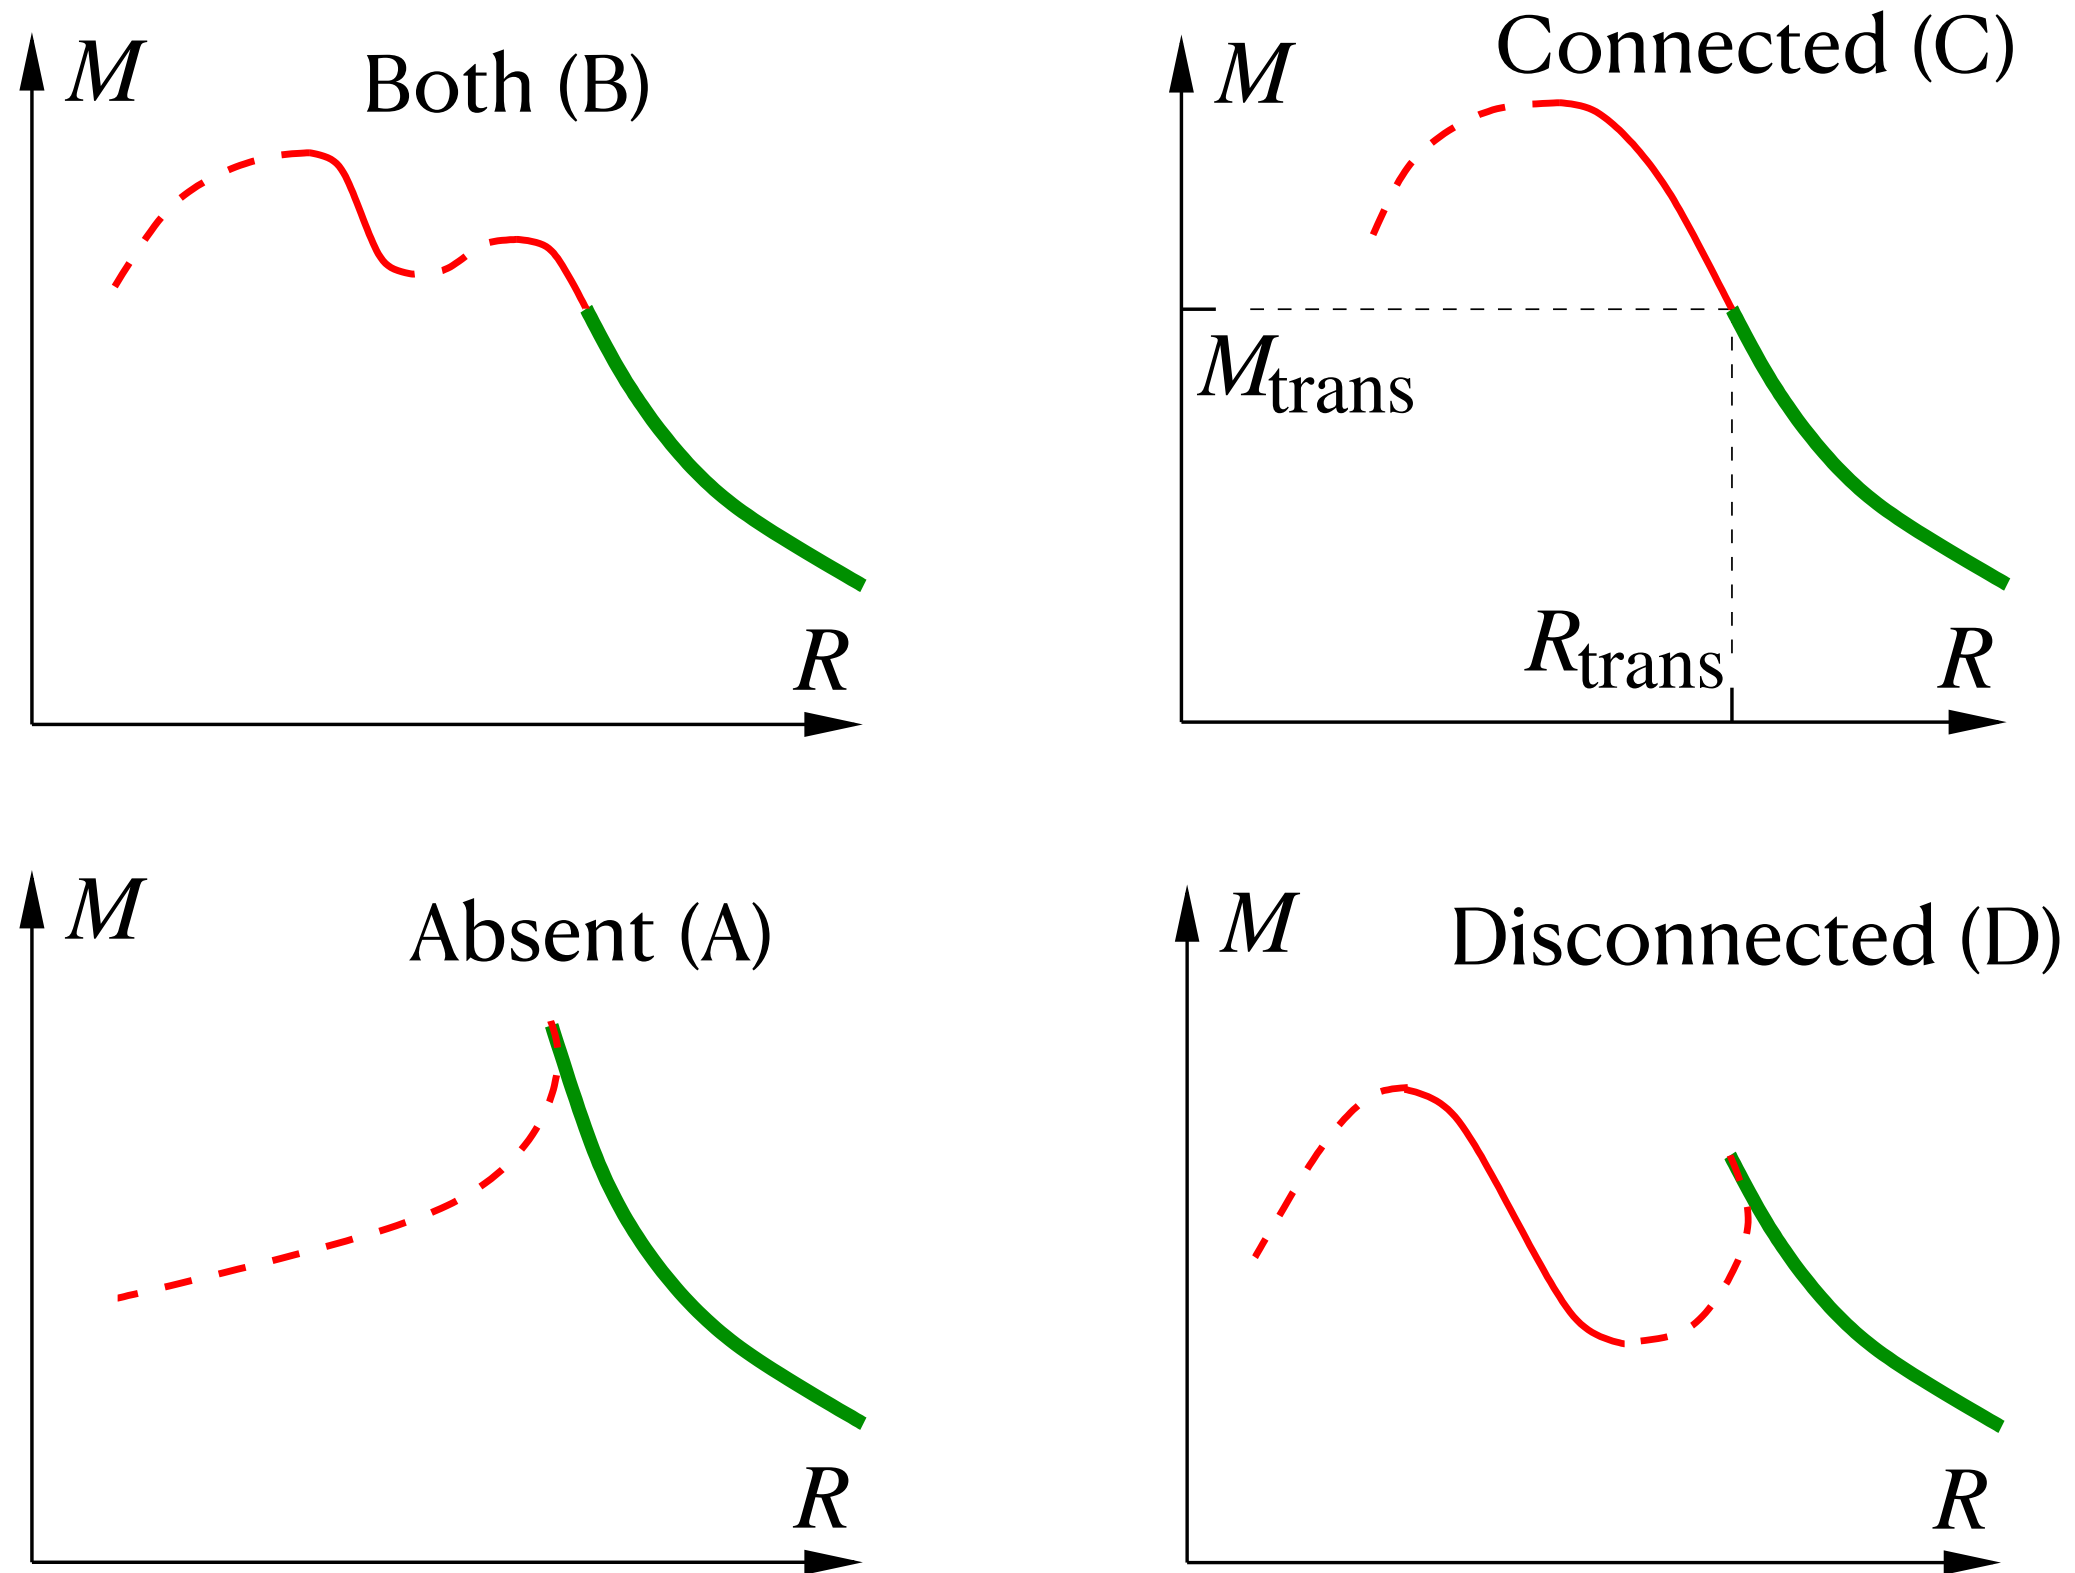 M
Both (B)
R
M
Connected (C)
Mtrans
Rtrans
R
M
Absent (A)
R
M
Disconnected (D)
R